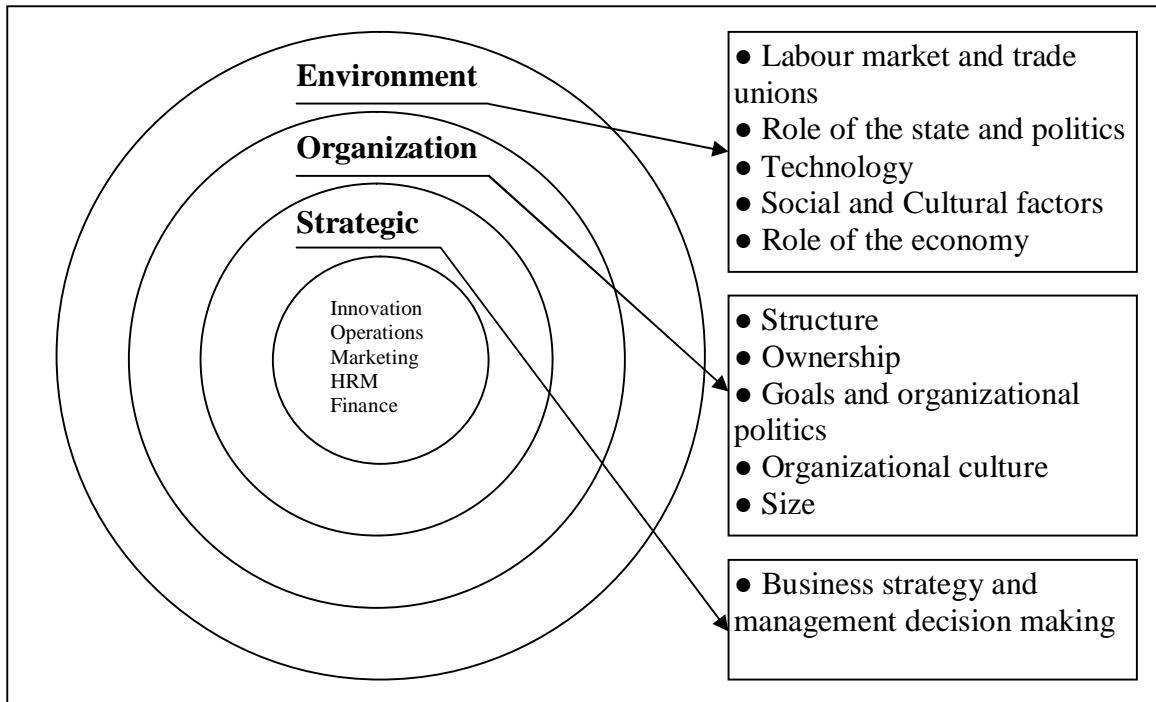 Environment
Organization
Strategic
Innovation
Operations
Marketing
HRM
Finance
● Labour market and trade
unions
● Role of the state and politics
● Technology
● Social and Cultural factors
● Role of the economy
● Structure
● Ownership
● Goals and organizational
politics
● Organizational culture
● Size
● Business strategy and
management decision making